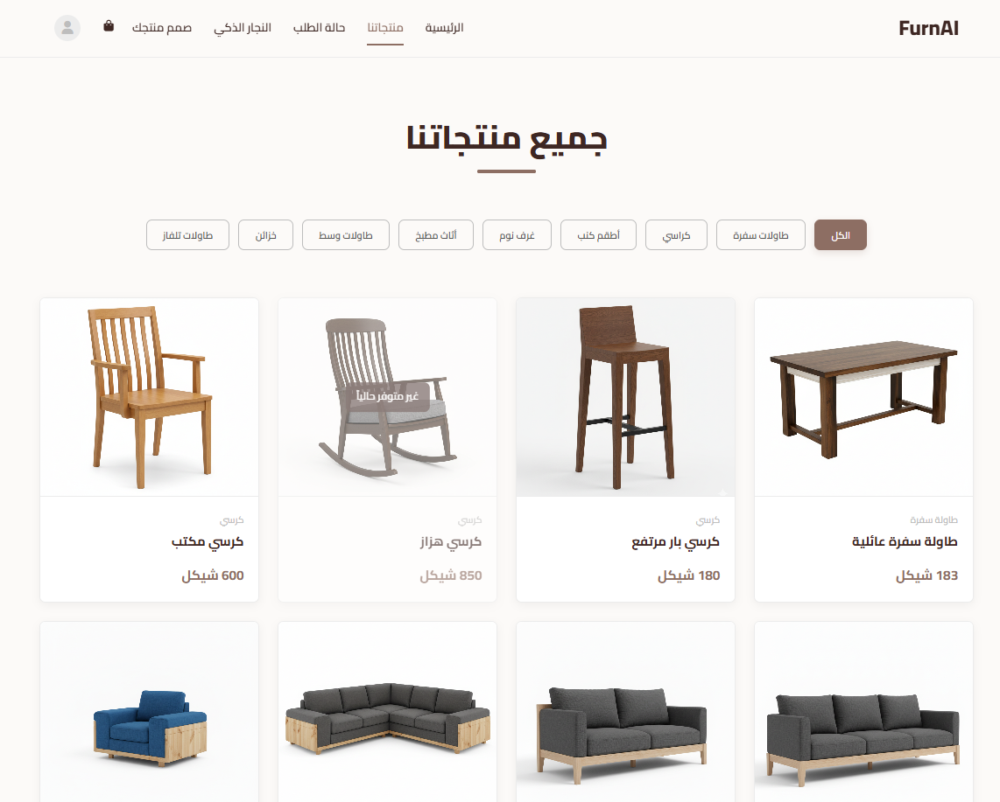 FurnAI
الرئيسية
منتجاتنا
حالة الطلب
النجار الذكي
صمم منتجك
جميع منتجاتنا
الكل
طاولات سفرة
كراسي
أطقم كنب
غرف نوم
أثاث مطبخ
طاولات وسط
خزائن
طاولات تلفاز
طاولة سفرة
طاولة سفرة عائلية
183 شيكل
كرسي
كرسي بار مرتفع
180 شيكل
غير متوفر حالياً
كرسي
كرسي هزاز
850 شيكل
كرسي
كرسي مكتب
600 شيكل